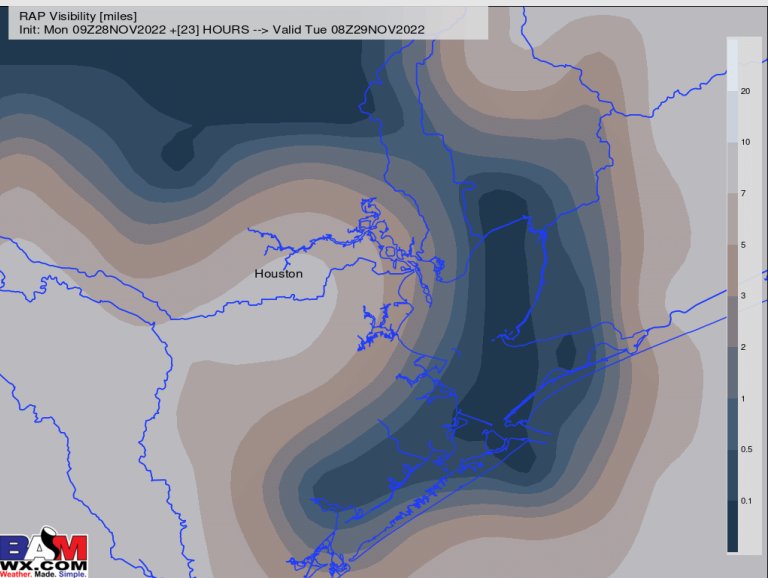 RAP Visibility [miles]
Init: Mon 09Z28NOV2022 +[23] HOURS --> Valid Tue 08Z29NOV2022
20
10
10
7
5
3
2
1
0.5
0.1
Houston
BAM
WX.COM
Weather. Made. Simple.